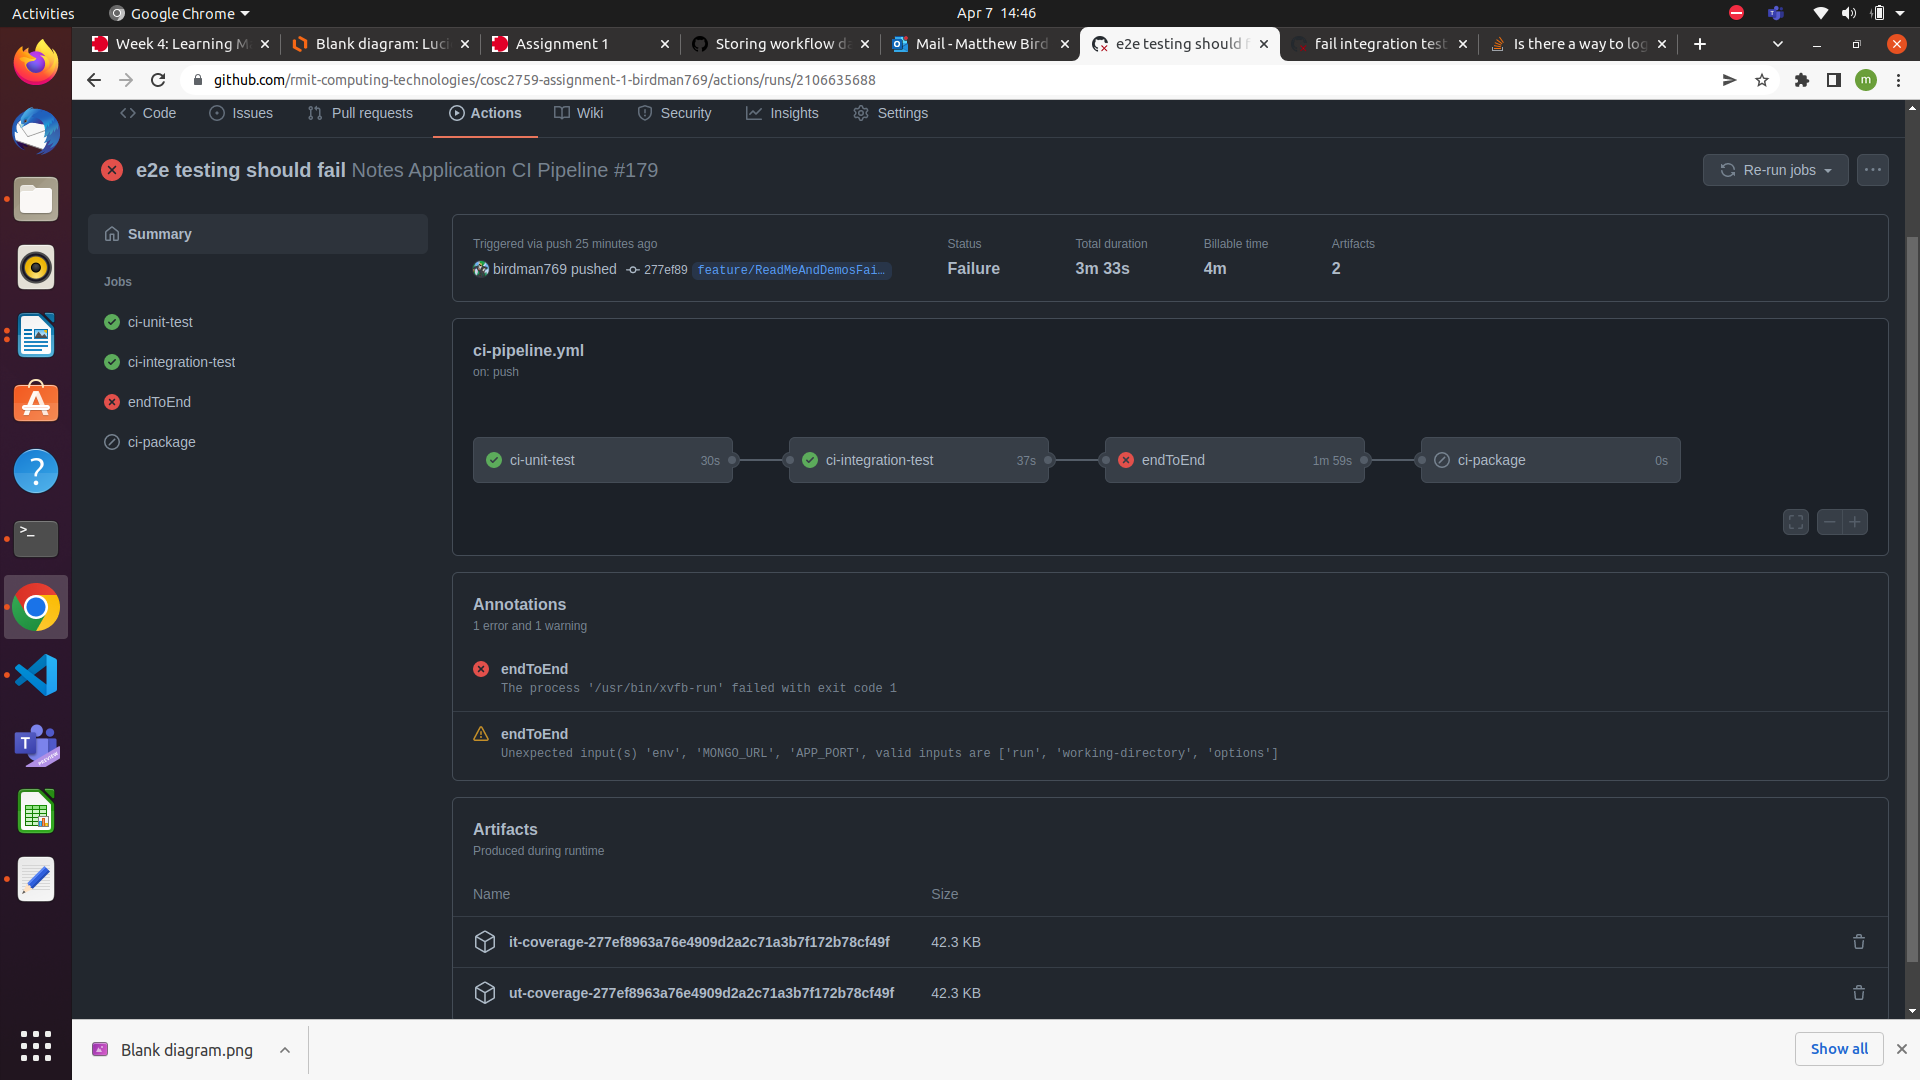 Activities
Google Chrome
Apr 7 14:46
Week 4: Learning M
Blank diagram: Luc
Assignment 1
Storing workflow d
Mail - Matthew Bird
e2e testing should f
fail integration test
Is there a way to log
github.com/rmit-computing-technologies/cosc2759-assignment-1-birdman769/actions/runs/2106635688
m
Code
Issues
Pull requests
Actions
Wiki
Security
Insights
Settings
e2e testing should fail Notes Application CI Pipeline #179
Re-run jobs
Summary
Jobs
ci-unit-test
ci-integration-test
endToEnd
ci-package
Triggered via push 25 minutes ago
birdman769 pushed 277ef89 feature/ReadMeAndDemosFai…
Status
Failure
Total duration
3m 33s
Billable time
4m
Artifacts
2
ci-pipeline.yml
on: push
ci-unit-test 30s
ci-integration-test 37s
endToEnd 1m 59s
ci-package 0s
Annotations
1 error and 1 warning
endToEnd
The process '/usr/bin/xvfb-run' failed with exit code 1
endToEnd
Unexpected input(s) 'env', 'MONGO_URL', 'APP_PORT', valid inputs are ['run', 'working-directory', 'options']
Artifacts
Produced during runtime
Name Size
it-coverage-277ef8963a76e4909d2a2c71a3b7f172b78cf49f 42.3 KB
ut-coverage-277ef8963a76e4909d2a2c71a3b7f172b78cf49f 42.3 KB
Blank diagram.png
Show all